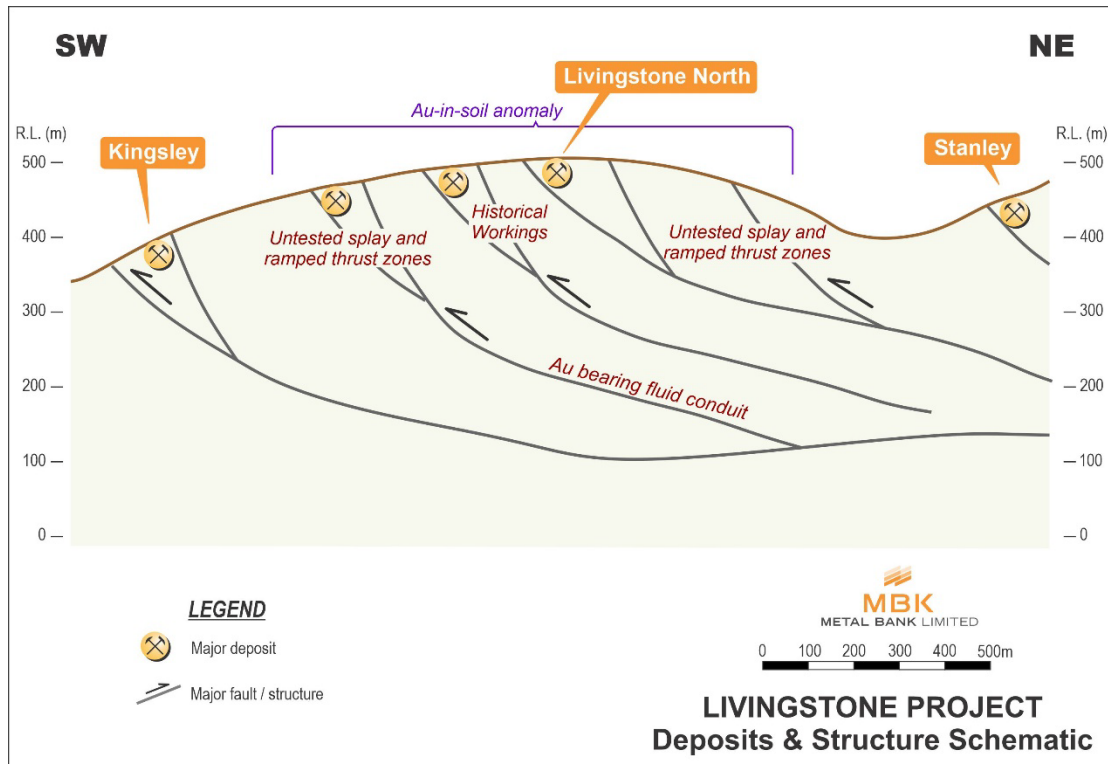 SW
NE
Livingstone North
Au-in-soil anomaly
R.L. (m)
R.L. (m)
Kingsley
Stanley
500
500
400
400
300
300
200
200
100
100
0
0
Historical
Workings
Untested splay and
ramped thrust zones
Untested splay and
ramped thrust zones
Au bearing fluid conduit
LEGEND
Major deposit
Major fault / structure
MBK
METAL BANK LIMITED
0 100 200 300 400 500m
LIVINGSTONE PROJECT
Deposits & Structure Schematic